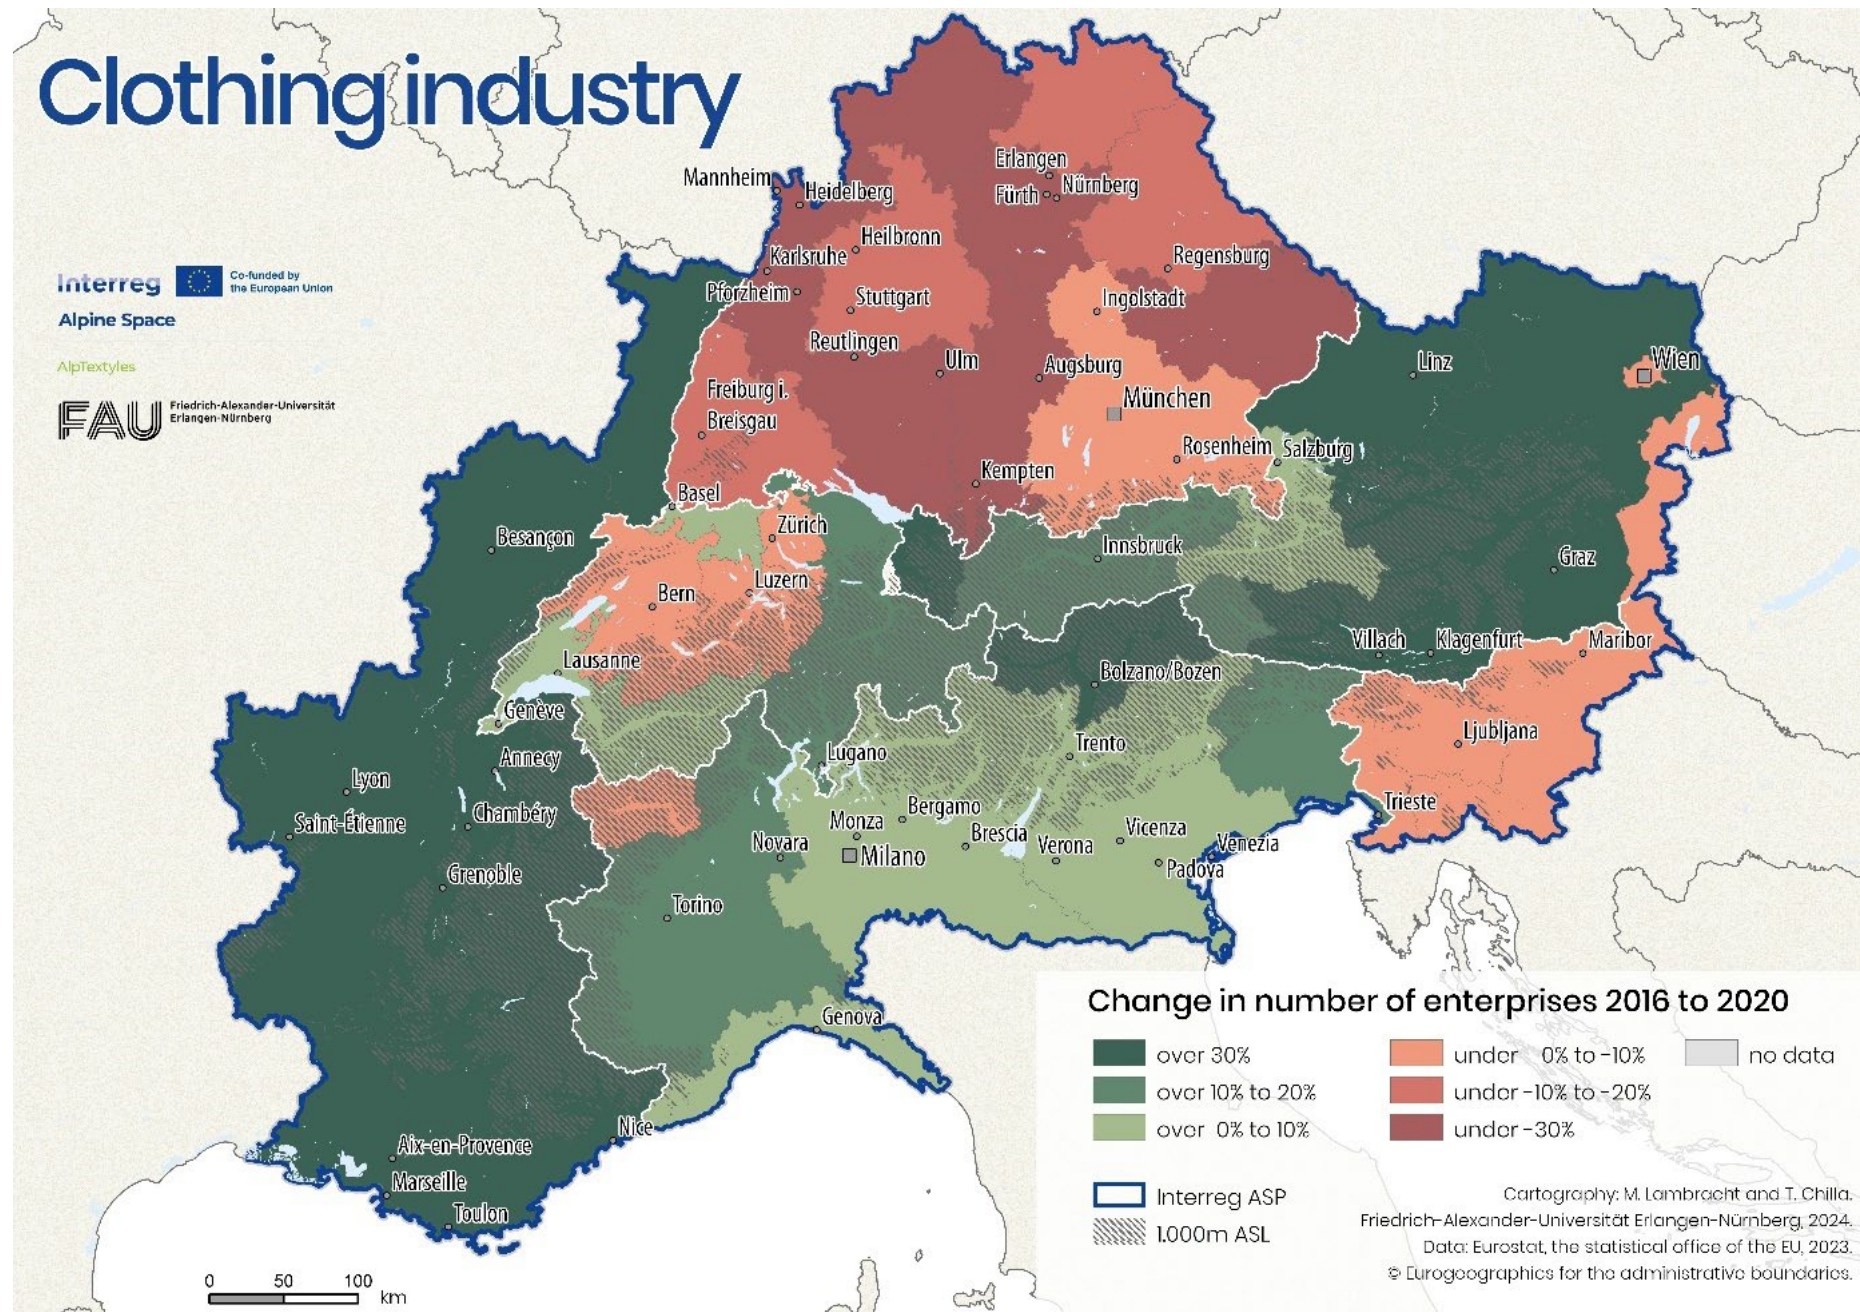 Clothing industry
Interreg
Co-funded by
the European Union
Alpine Space
AlpTextyles
FAU
Friedrich-Alexander-Universität
Erlangen-Nürnberg
Mannheim
Heidelberg
Erlangen
Fürth
Nürnberg
Heilbronn
Karlsruhe
Regensburg
Pforzheim
Stuttgart
Ingolstadt
Reutlingen
Ulm
Augsburg
Linz
Wien
Freiburg i.
Breisgau
München
Rosenheim
Salzburg
Kempten
Basel
Zürich
Besançon
Innsbruck
Graz
Bern
Luzern
Villach
Klagenfurt
Maribor
Lausanne
Bolzano/Bozen
Genève
Ljubljana
Annecy
Lugano
Trento
Lyon
Chambéry
Saint-Étienne
Bergamo
Monza
Brescia
Vicenza
Trieste
Novara
Milano
Verona
Venezia
Padova
Grenoble
Torino
Genova
Nice
Aix-en-Provence
Marseille
Toulon
0 50 100
km
Change in number of enterprises 2016 to 2020
over 30%
over 10% to 20%
over 0% to 10%
under 0% to -10%
under -10% to -20%
under -30%
no data
Interreg ASP
1.000m ASL
Cartography: M. Lambracht and T. Chilla.
Friedrich-Alexander-Universität Erlangen-Nürnberg, 2024.
Data: Eurostat, the statistical office of the EU, 2023.
© Eurogeographics for the administrative boundaries.